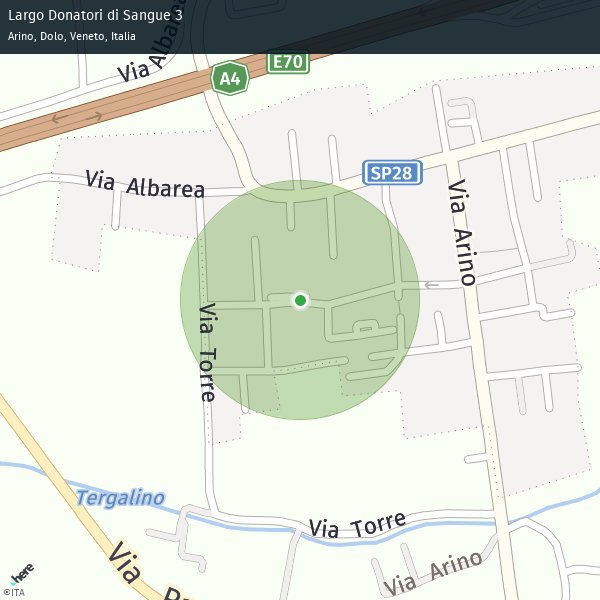 Largo Donatori di Sangue 3
Arino, Dolo, Veneto, Italia
Via Albarea
E70
A4
SP28
Via Albarea
Via Arino
Via Torre
Tergalino
Via Torre
Via
Via Arino
here
©ITA